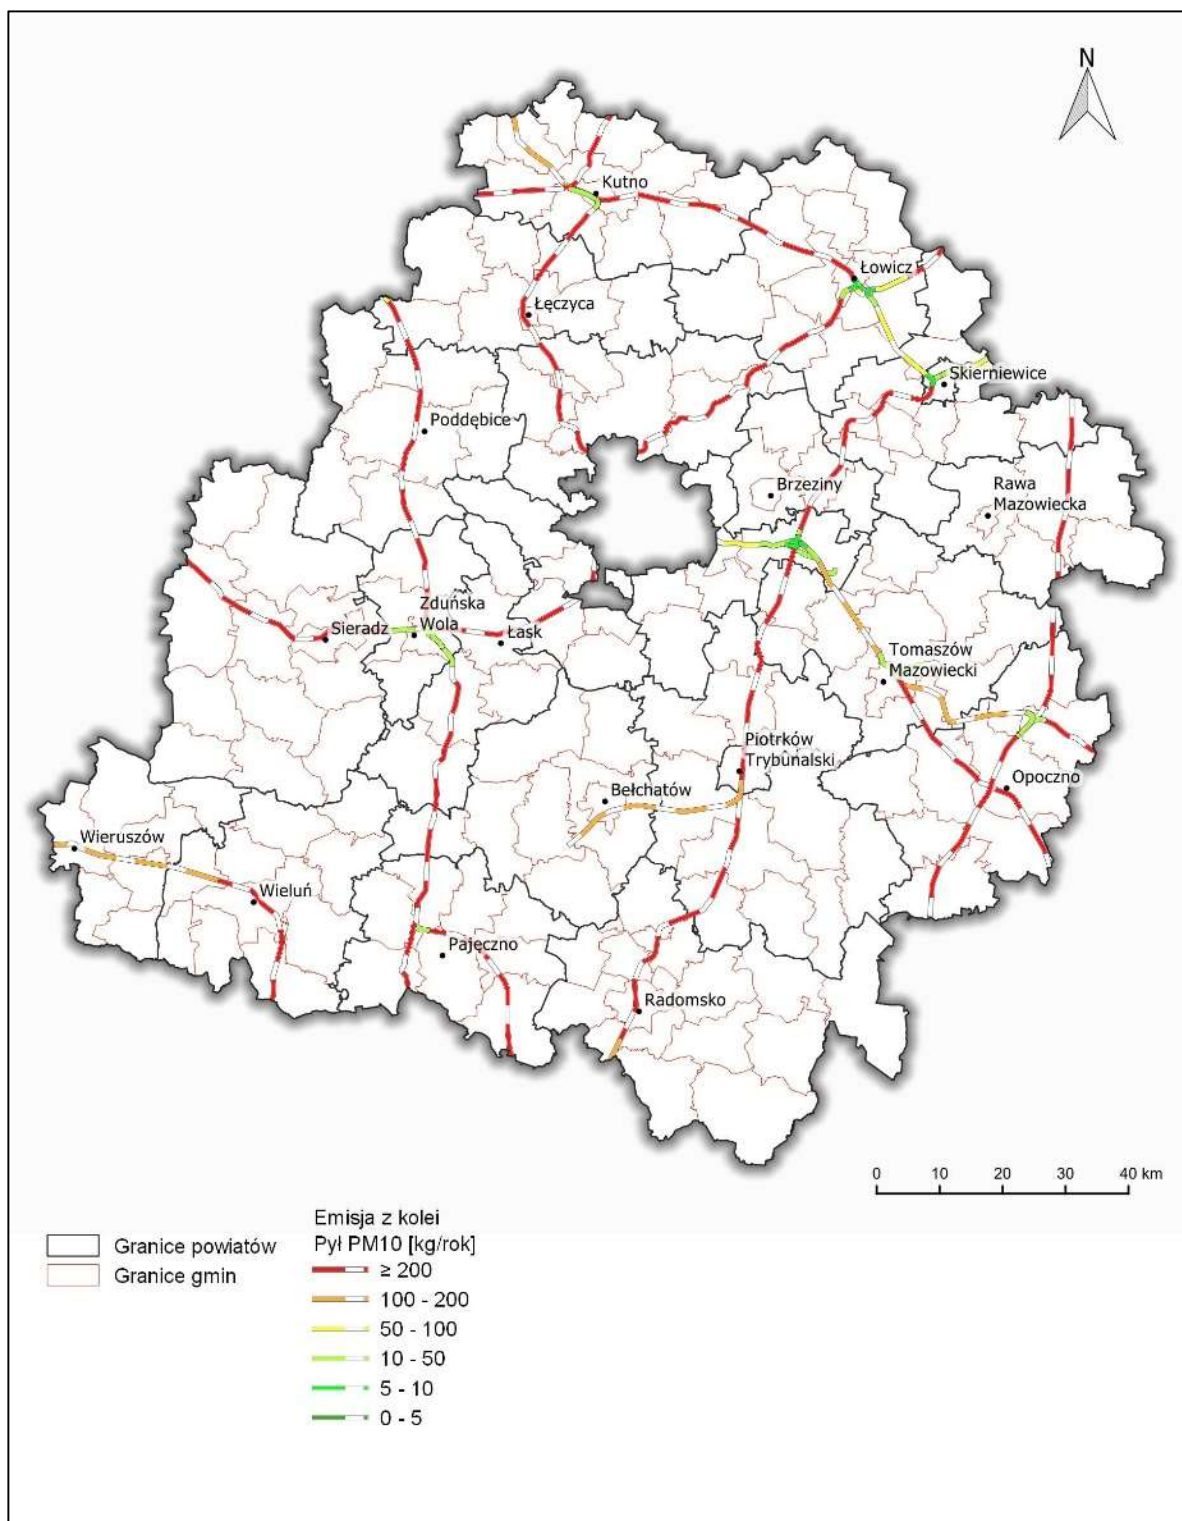 N
Kutno
Łowicz
Łęczyca
Skierniewice
Poddębice
Brzeziny
Rawa
Mazowiecka
Zduńska
Wola
Sieradz
Łask
Tomaszów
Mazowiecki
Piotrków
Trybunalski
Opoczno
Bełchatów
Wieruszów
Wieluń
Pajęczno
Radomsko
0 10 20 30 40 km
Emisja z kolei
Pył PM10 [kg/rok]
Granice powiatów
Granice gmin
≥ 200
100 - 200
50 - 100
10 - 50
5 - 10
0 - 5